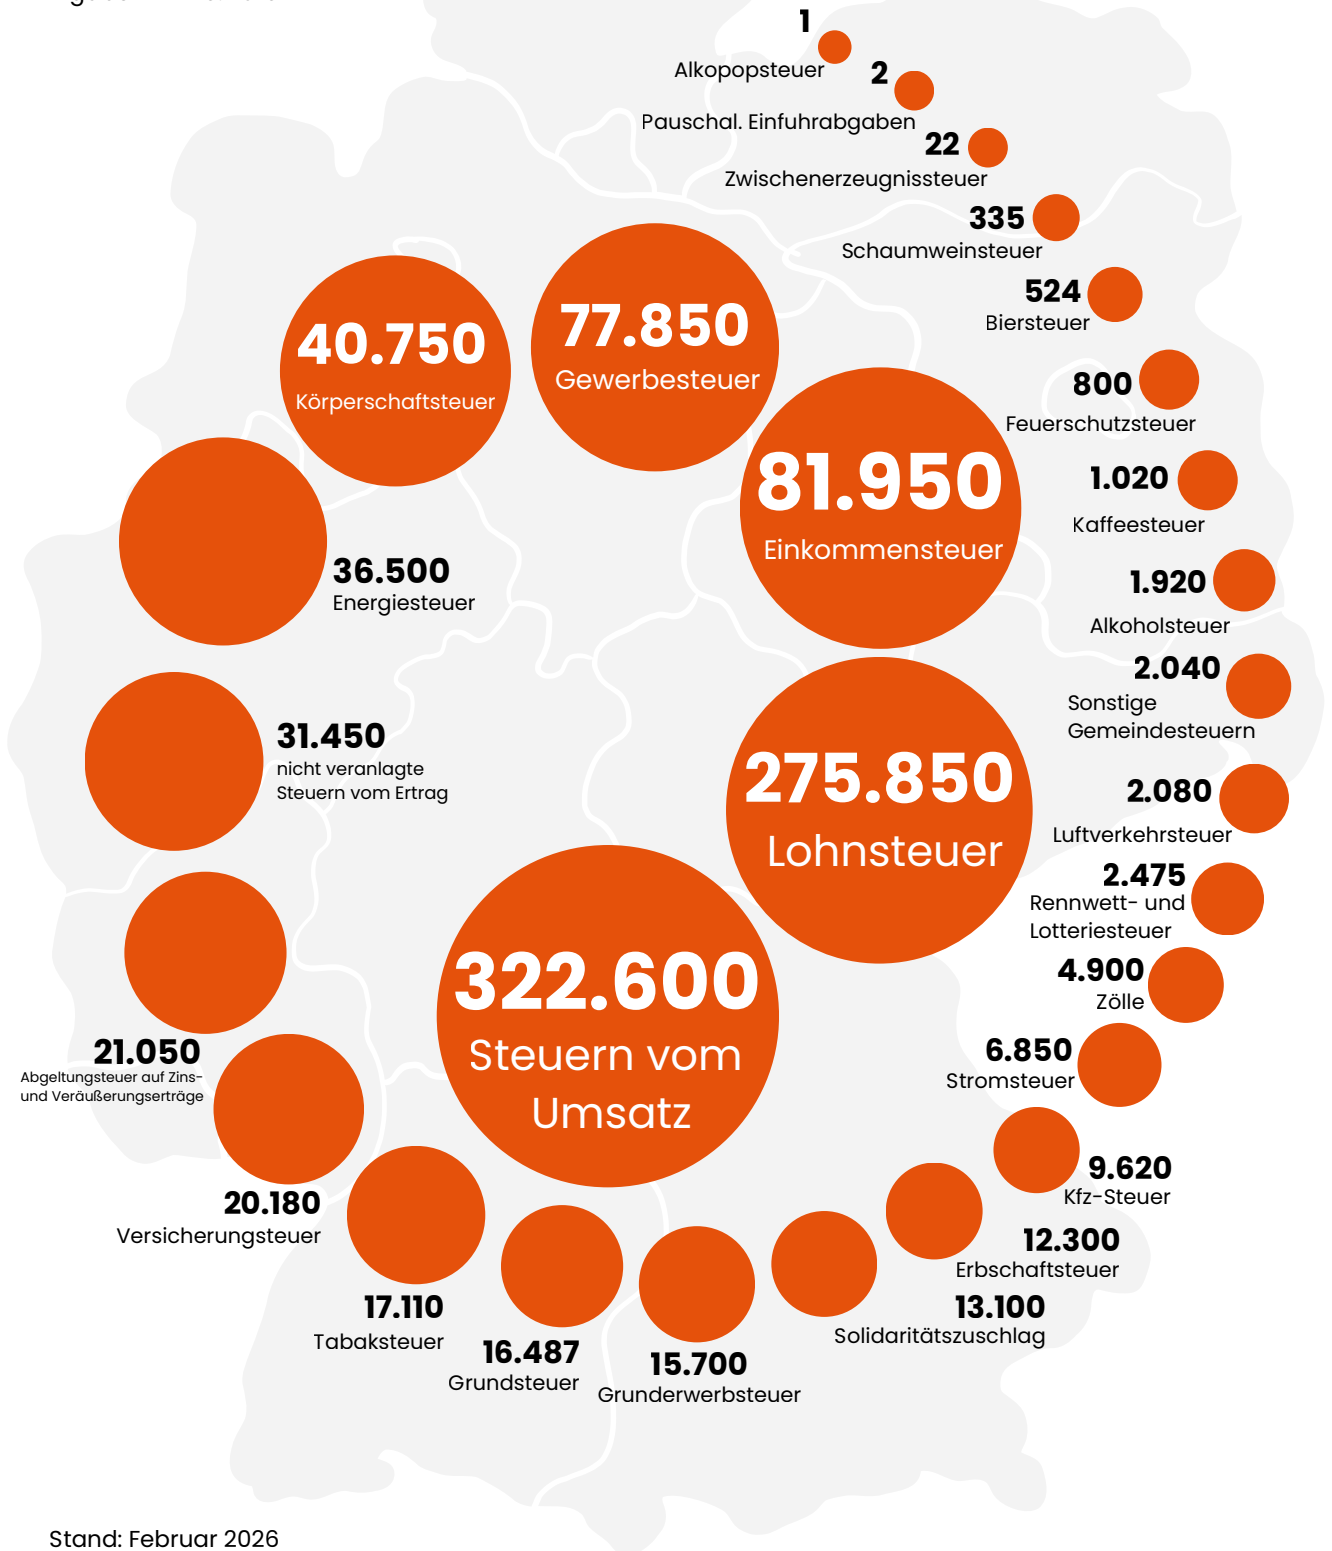 1
Alkopopsteuer
2
Pauschal. Einfuhrabgaben
22
Zwischenerzeugnissteuer
335
Schaumweinsteuer
524
Biersteuer
800
Feuerschutzsteuer
1.020
Kaffeesteuer
1.920
Alkoholsteuer
2.040
Sonstige
Gemeindesteuern
2.080
Luftverkehrsteuer
2.475
Rennwett- und
Lotteriesteuer
4.900
Zölle
6.850
Stromsteuer
9.620
Kfz-Steuer
12.300
Erbschaftsteuer
13.100
Solidaritätszuschlag
15.700
Grunderwerbsteuer
16.487
Grundsteuer
17.110
Tabaksteuer
20.180
Versicherungsteuer
21.050
Abgeltungsteuer auf Zins-
und Veräußerungserträge
31.450
nicht veranlagte
Steuern vom Ertrag
36.500
Energiesteuer
40.750
Körperschaftsteuer
77.850
Gewerbesteuer
81.950
Einkommensteuer
275.850
Lohnsteuer
322.600
Steuern vom
Umsatz
Stand: Februar 2026